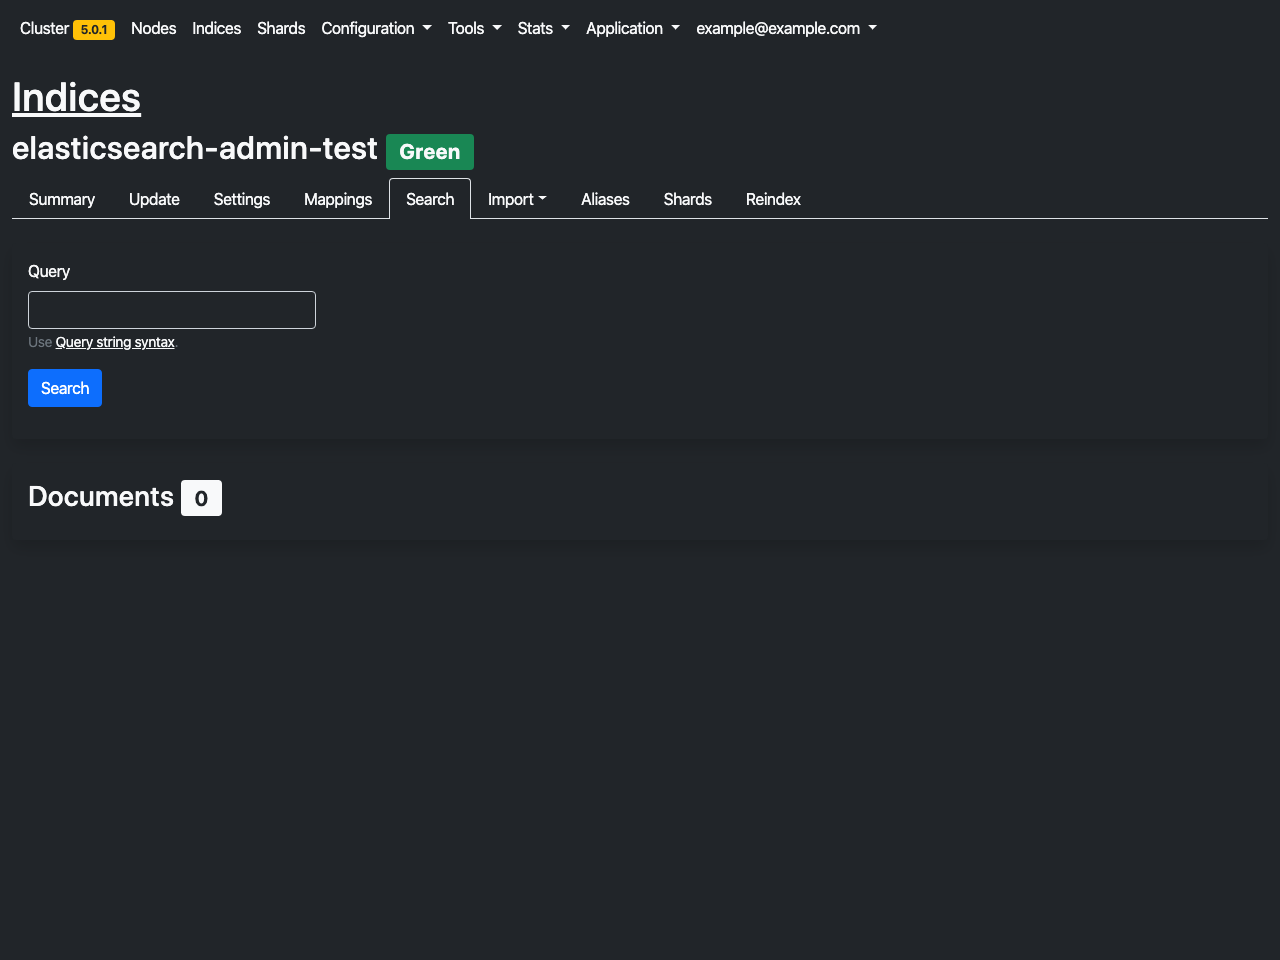 Cluster 5.0.1 Nodes Indices Shards Configuration Tools Stats Application example@example.com
Indices
elasticsearch-admin-test Green
Summary Update Settings Mappings Search Import Aliases Shards Reindex
Query
Use Query string syntax.
Search
Documents 0